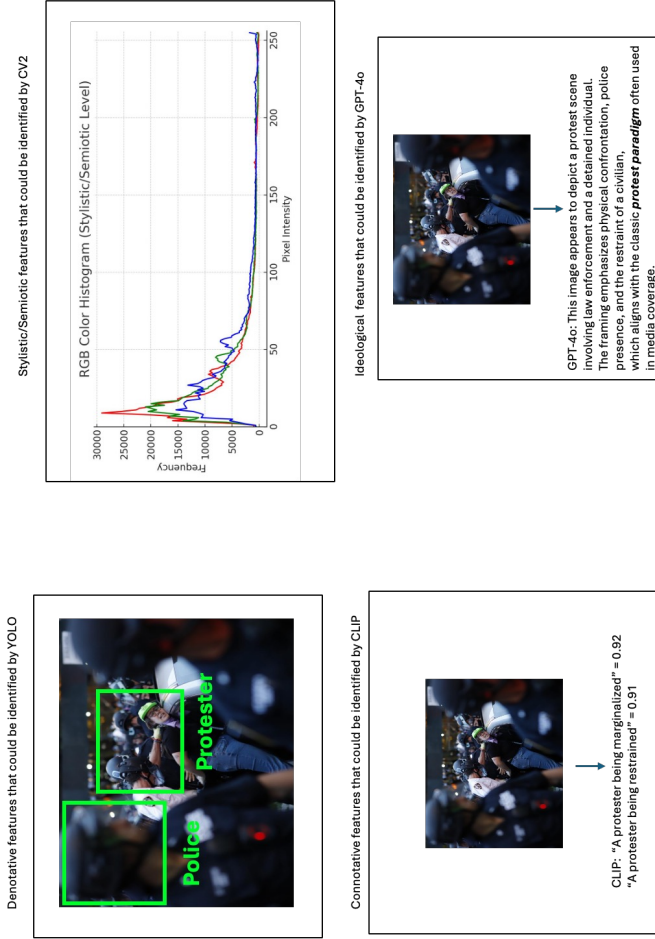 Denotative features that could be identified by YOLO
Police
Protester
Stylistic/Semiotic features that could be identified by CV2
RGB Color Histogram (Stylistic/Semiotic Level)
Frequency
30000
25000
20000
15000
10000
5000
0
0
50
100
150
200
250
Pixel Intensity
Connotative features that could be identified by CLIP
CLIP: “A protester being marginalized” = 0.92
“A protester being restrained” = 0.91
Ideological features that could be identified by GPT-4o
GPT-4o: This image appears to depict a protest scene
involving law enforcement and a detained individual.
The framing emphasizes physical confrontation, police
presence, and the restraint of a civilian,
which aligns with the classic protest paradigm often used
in media coverage.